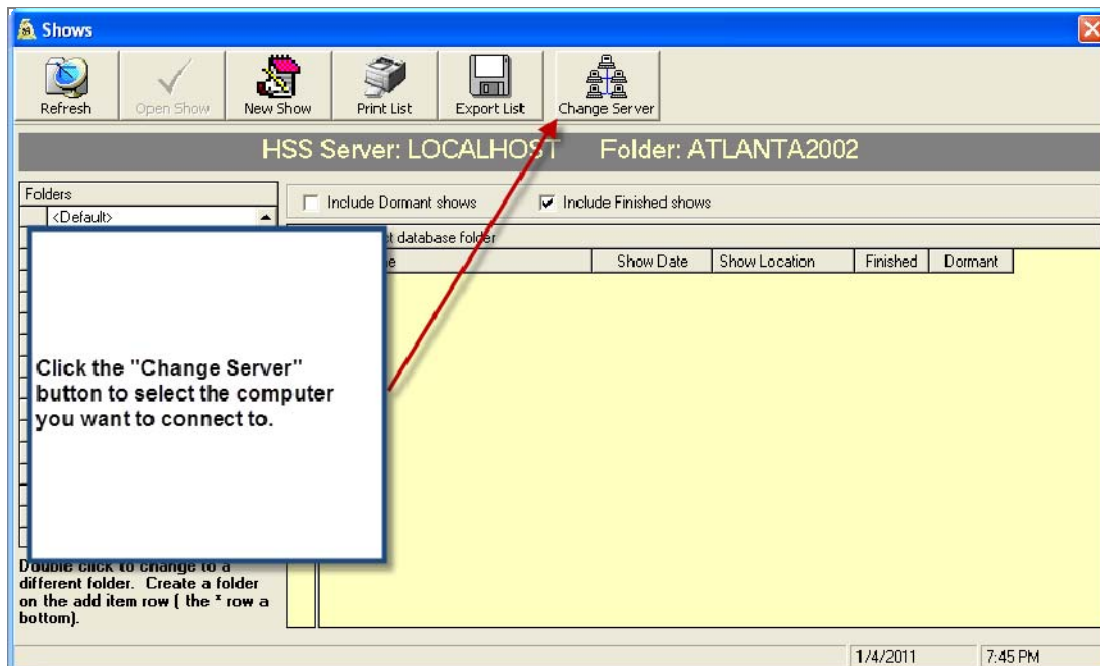 Shows
Refresh
Open Show
New Show
Print List
Export List
Change Server
HSS Server: LOCALHOST Folder: ATLANTA2002
Folders
<Default>
Include Dormant shows
Include Finished shows
database folder
Show Date
Show Location
Finished
Dormant
Click the "Change Server"
button to select the computer
you want to connect to.
Double click to change to a
different folder. Create a folder
on the add item row ( the * row a
bottom).
1/4/2011
7:45 PM